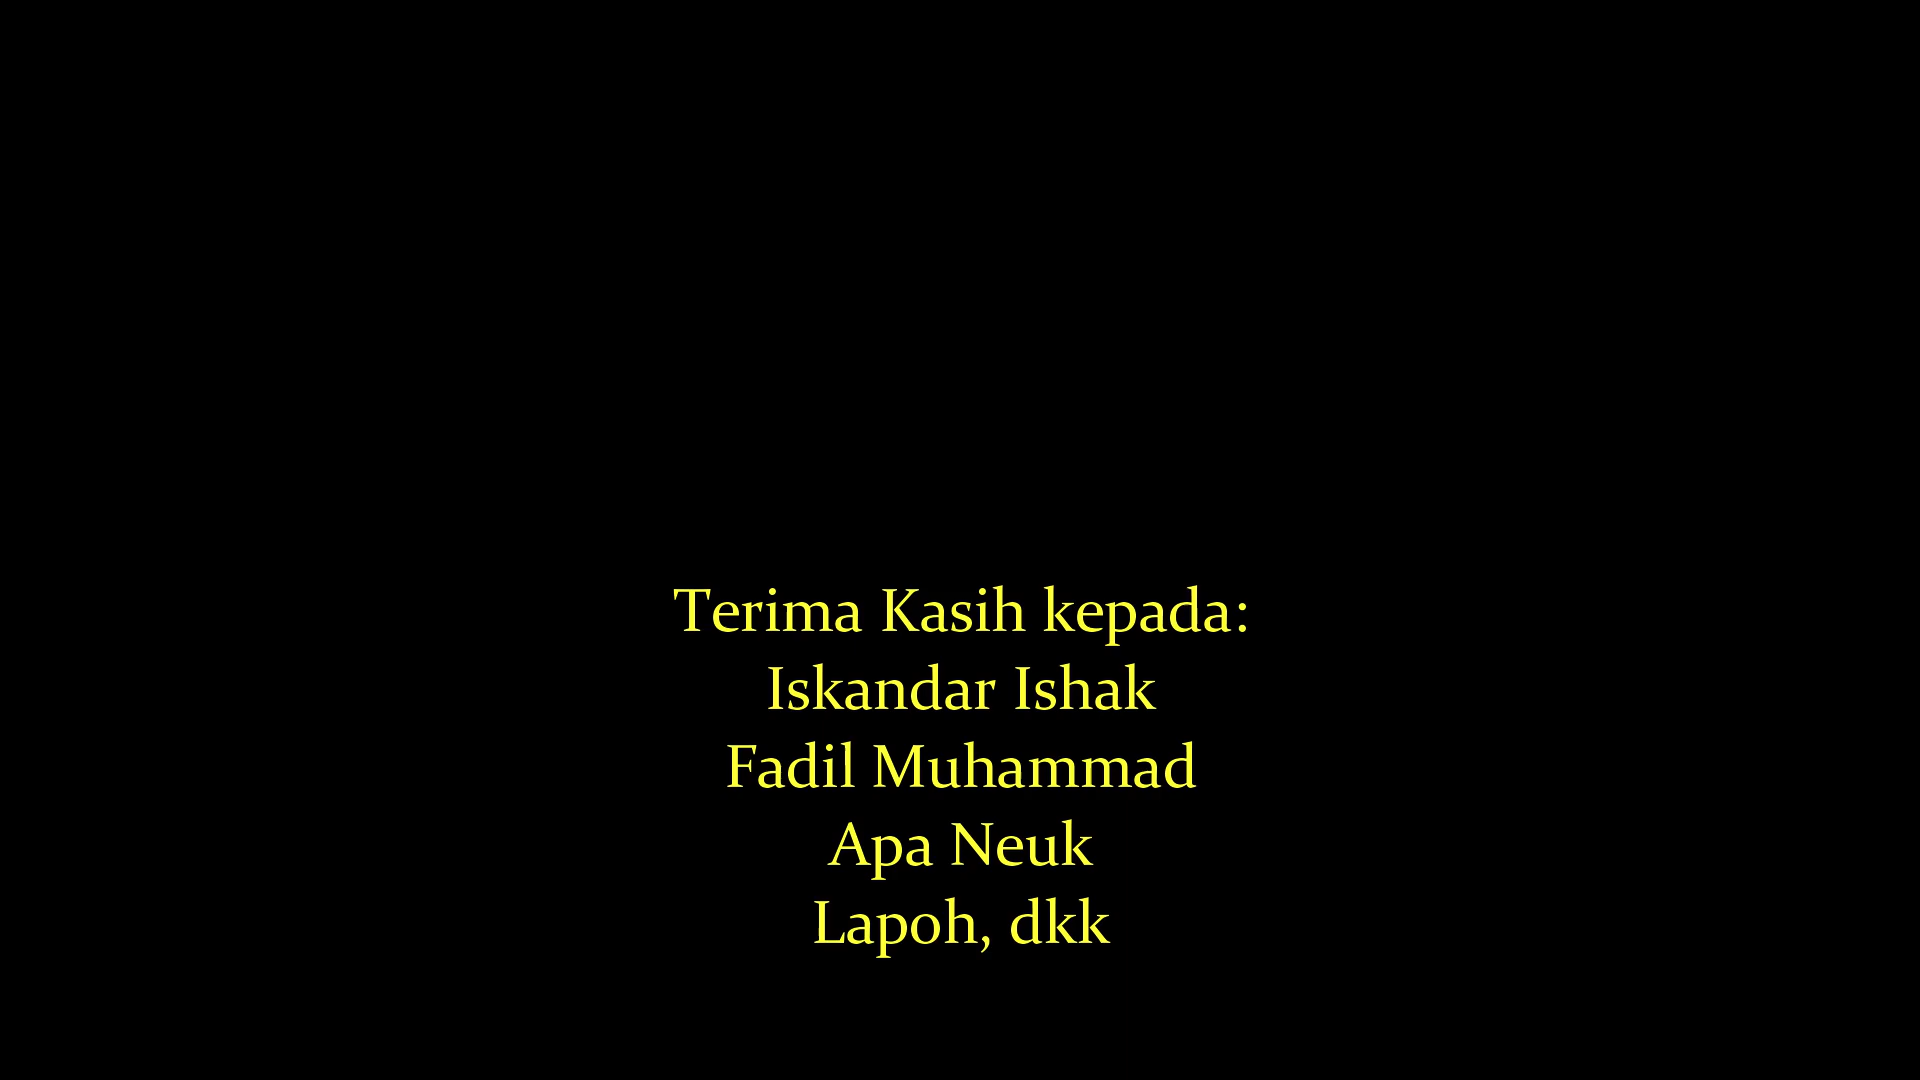 Terima Kasih kepada:
Iskandar Ishak
Fadil Muhammad
Apa Neuk
Lapoh, dkk